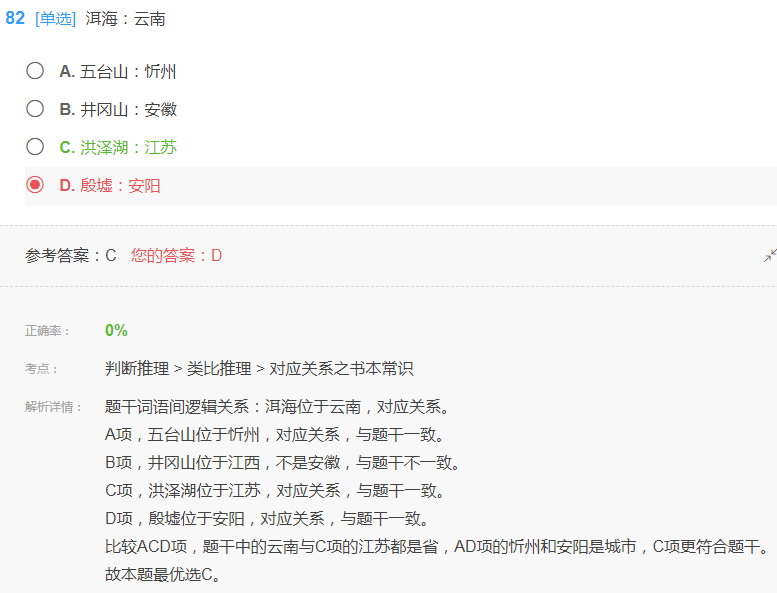 82 [单选] 洱海：云南
A. 五台山：忻州
B. 井冈山：安徽
C. 洪泽湖：江苏
D. 殷墟：安阳
参考答案：C 您的答案：D
正确率： 0%
考点： 判断推理 > 类比推理 > 对应关系之书本常识
解析详情： 题干词语间逻辑关系：洱海位于云南，对应关系。
A项，五台山位于忻州，对应关系，与题干一致。
B项，井冈山位于江西，不是安徽，与题干不一致。
C项，洪泽湖位于江苏，对应关系，与题干一致。
D项，殷墟位于安阳，对应关系，与题干一致。
比较ACD项，题干中的云南与C项的江苏都是省，AD项的忻州和安阳是城市，C项更符合题干。
故本题最优选C。